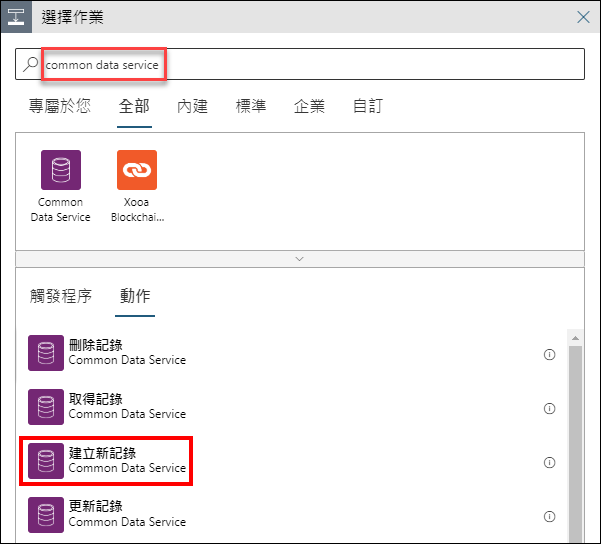 選擇作業
common data service
專屬於您 全部 內建 標準 企業 自訂
Common
Data Service
Xooa
Blockchai...
觸發程序 動作
刪除記錄
Common Data Service
取得記錄
Common Data Service
建立新記錄
Common Data Service
更新記錄
Common Data Service